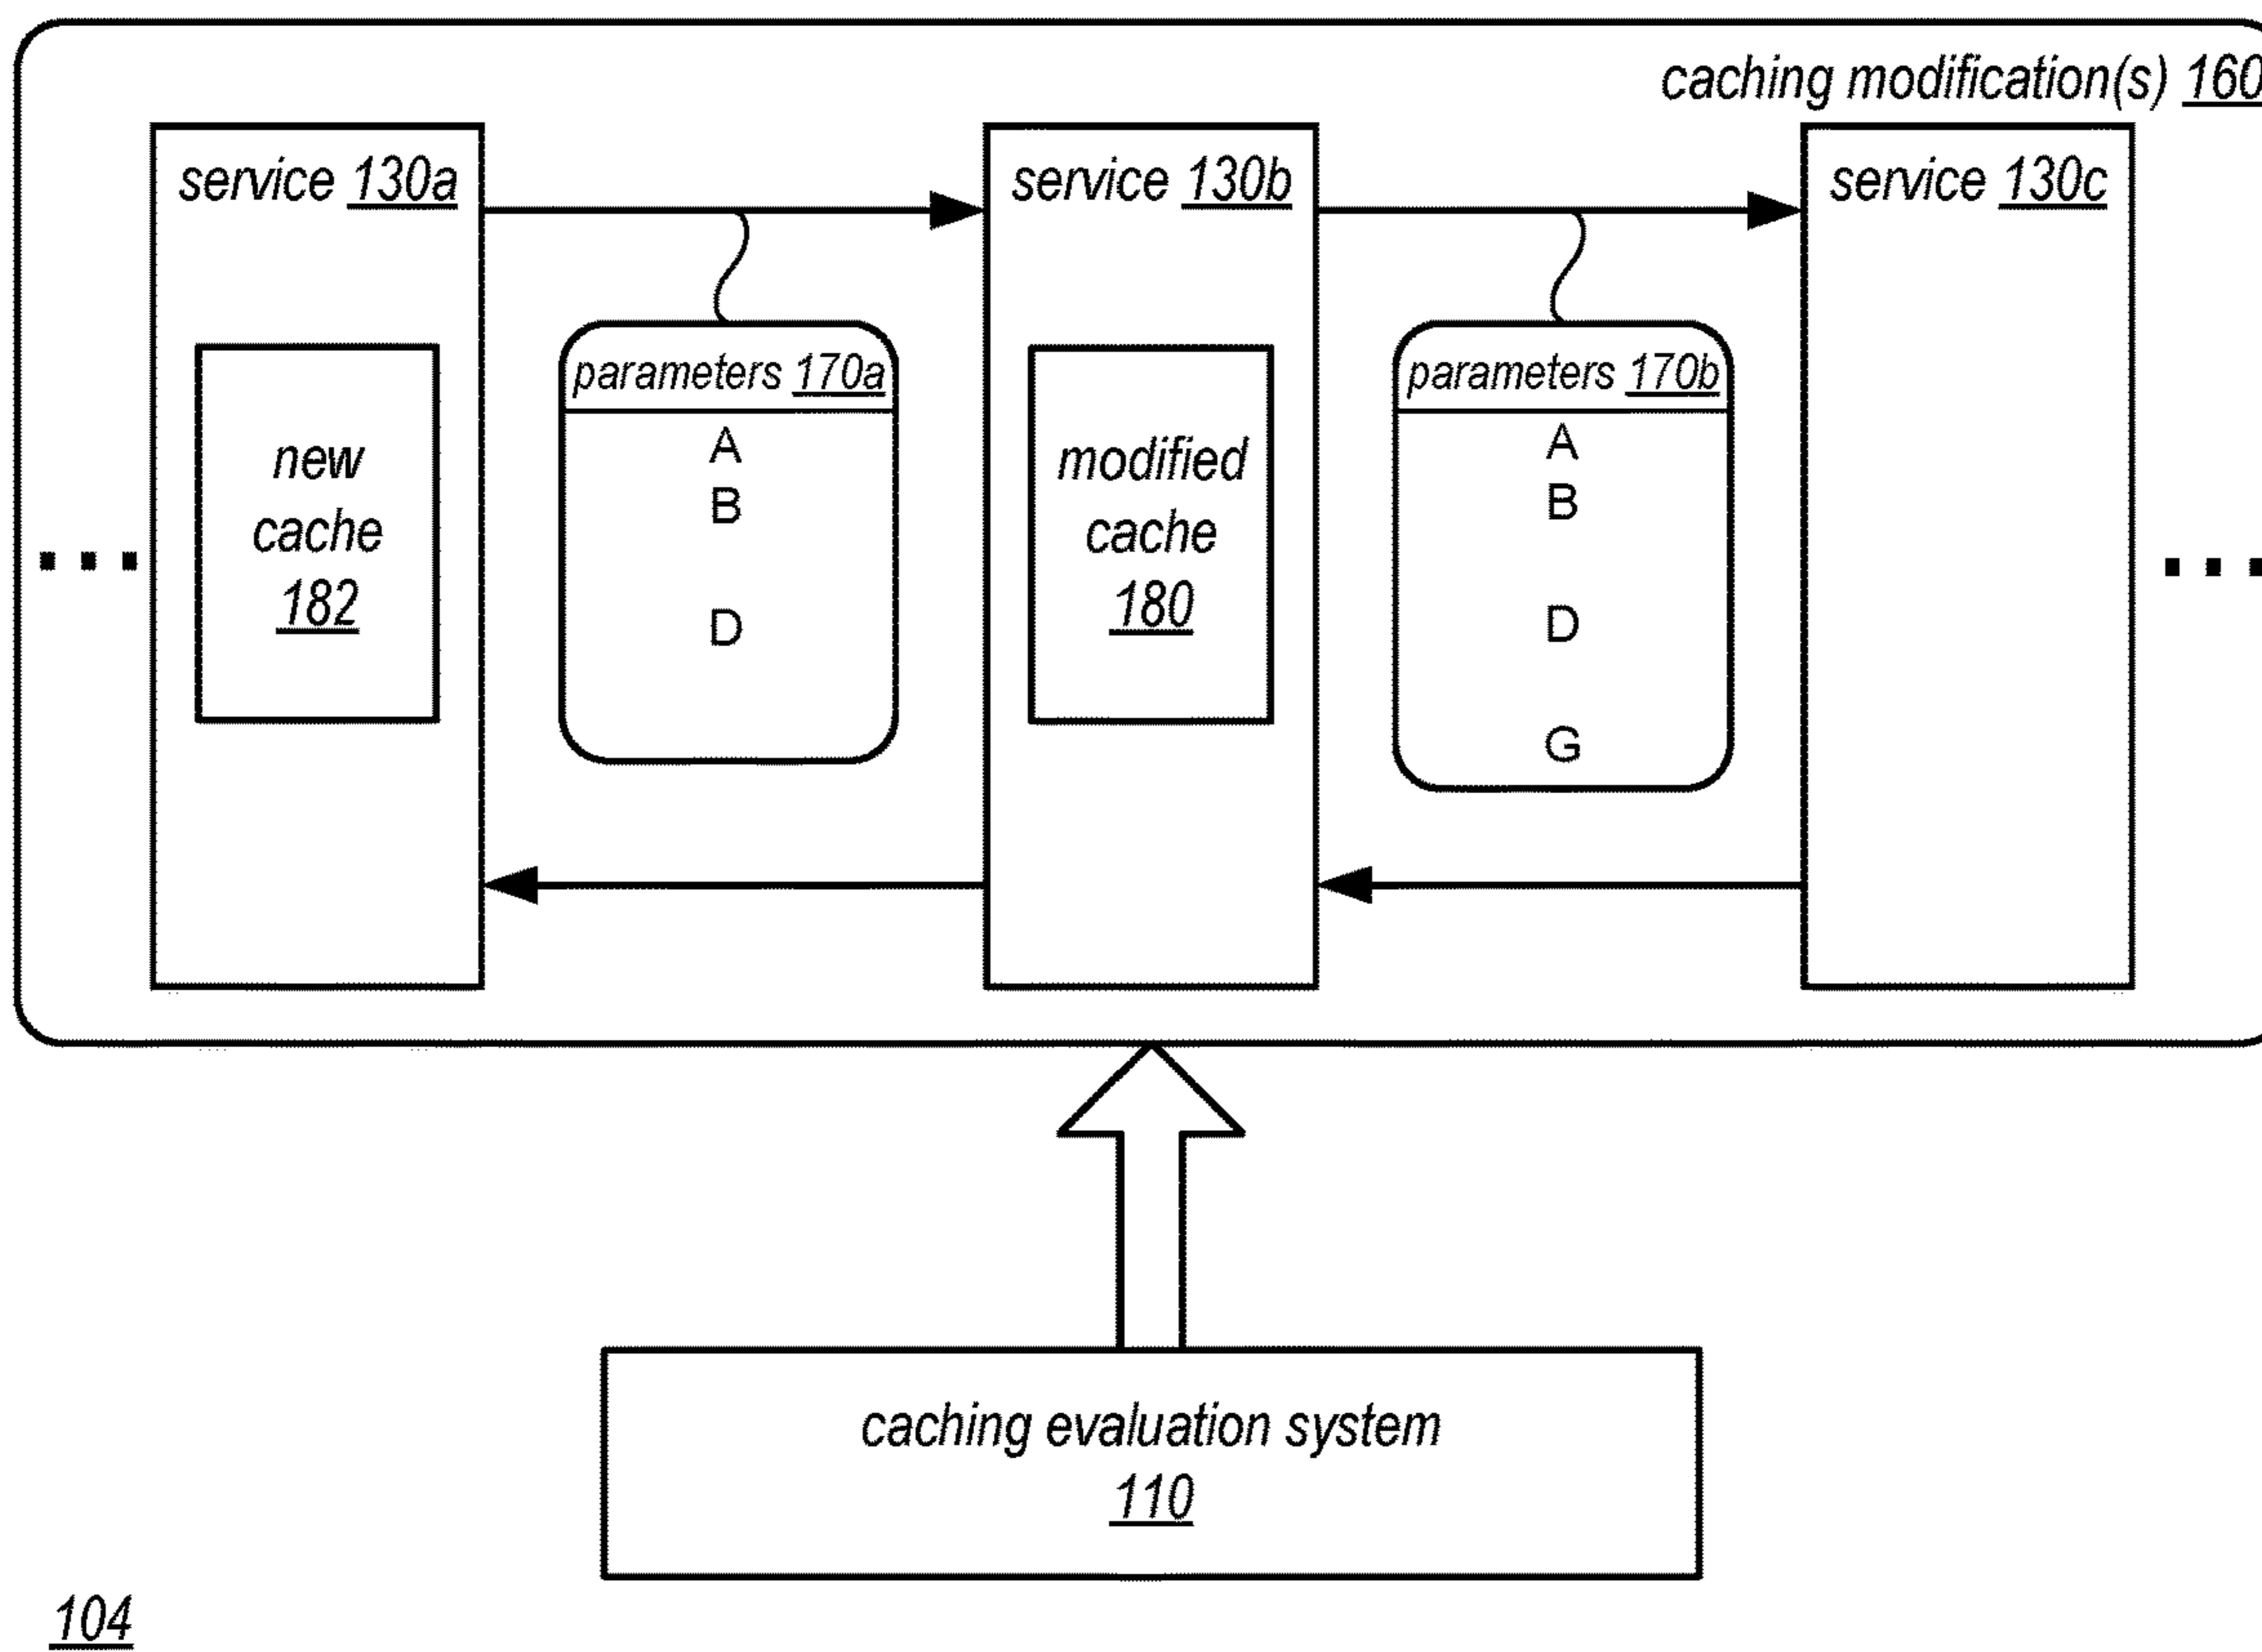 caching modification(s) 160
service 130a
service 130b
service 130c
parameters 170a
A
B
D
parameters 170b
A
B
D
G
new
cache
182
modified
cache
180
caching evaluation system
110
104